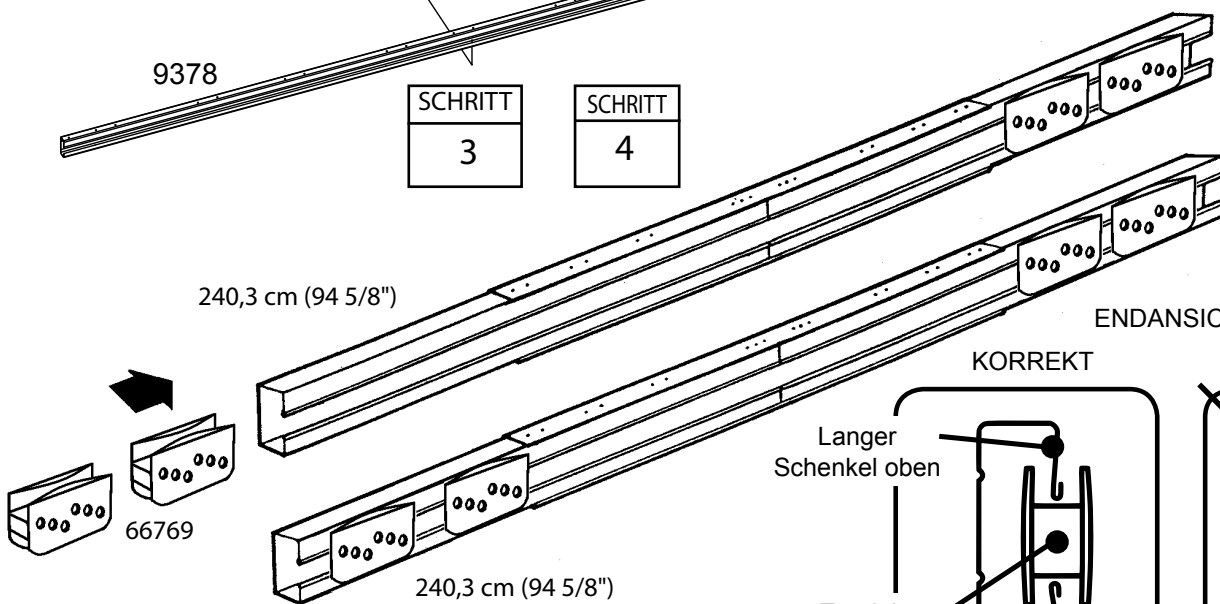 9378
SCHRITT
3
SCHRITT
4
240,3 cm (94 5/8")
ENDANSIC
KORREKT
Langer
Schenkel oben
66769
240,3 cm (94 5/8")